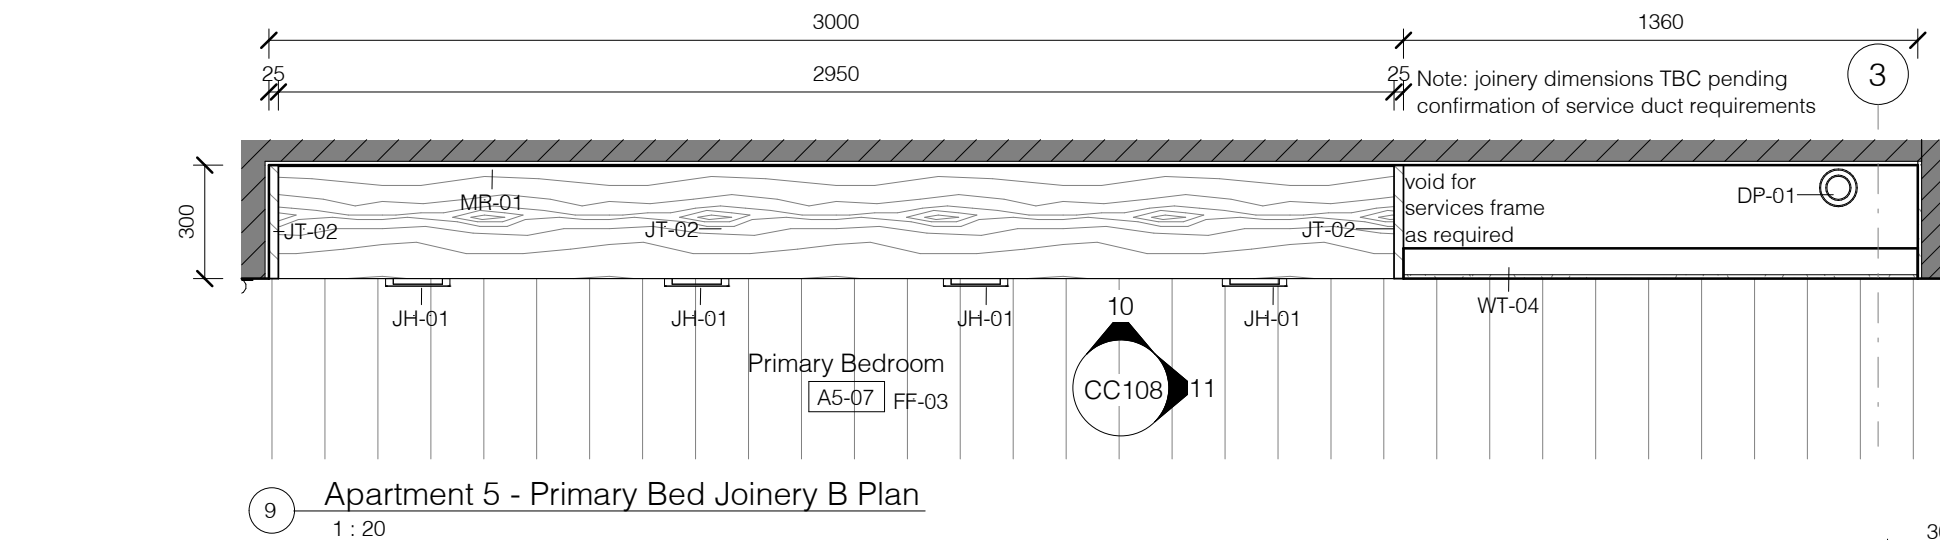 3000
1360
25
2950
25
Note: joinery dimensions TBC pending
confirmation of service duct requirements
3
300
MR-01
JT-02
JT-02
JT-02
void for
services frame
as required
DP-01
JH-01
JH-01
JH-01
JH-01
WT-04
10
CC108
11
Primary Bedroom
A5-07 FF-03
9
Apartment 5 - Primary Bed Joinery B Plan
1 : 20